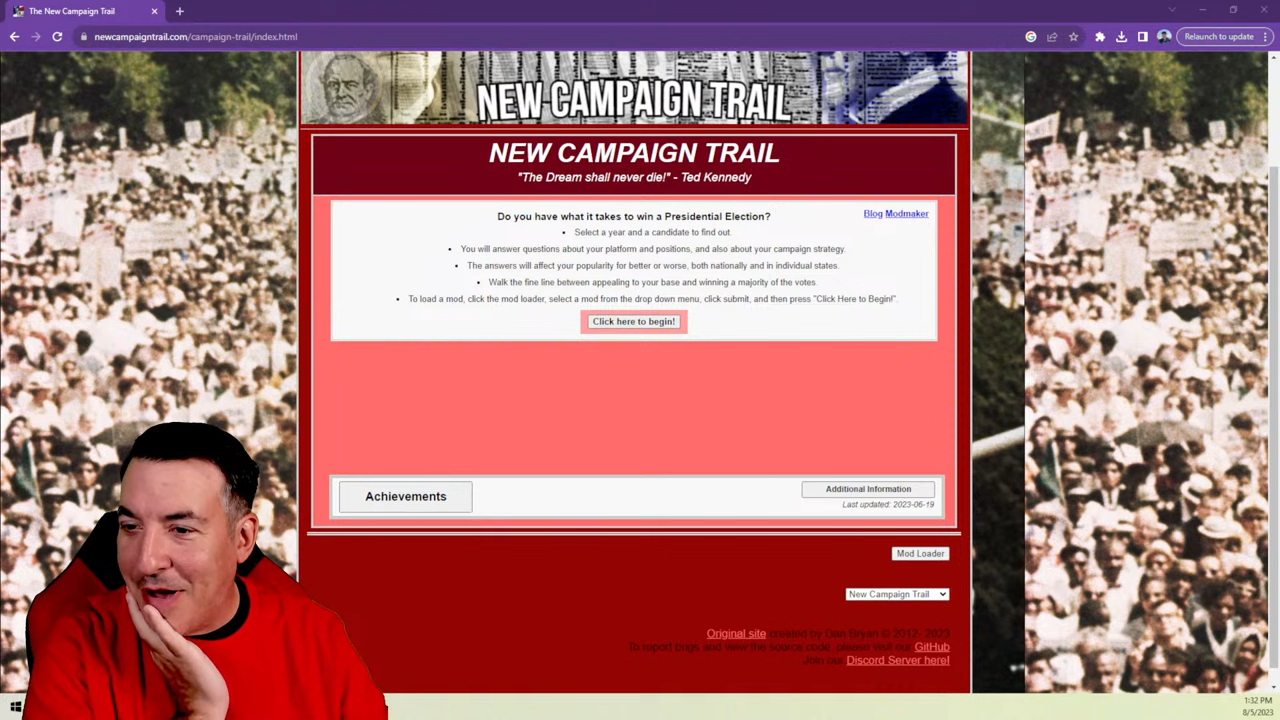 The New Campaign Trail
newcampaigntrail.com/campaign-trail/index.html
Relaunch to update
NEW CAMPAIGN TRAIL
NEW CAMPAIGN TRAIL
"The Dream shall never die!" - Ted Kennedy
Do you have what it takes to win a Presidential Election?
Blog Modmaker
• Select a year and a candidate to find out.
• You will answer questions about your platform and positions, and also about your campaign strategy.
• The answers will affect your popularity for better or worse, both nationally and in individual states.
• Walk the fine line between appealing to your base and winning a majority of the votes.
• To load a mod, click the mod loader, select a mod from the drop down menu, click submit, and then press "Click Here to Begin!".
Click here to begin!
Achievements
Additional Information
Last updated: 2023-06-19
Mod Loader
New Campaign Trail
Original site created by Dan Bryan © 2012- 2023
To report bugs and view the source code, please visit our GitHub
Join our Discord Server here!
1:32 PM
8/5/2023